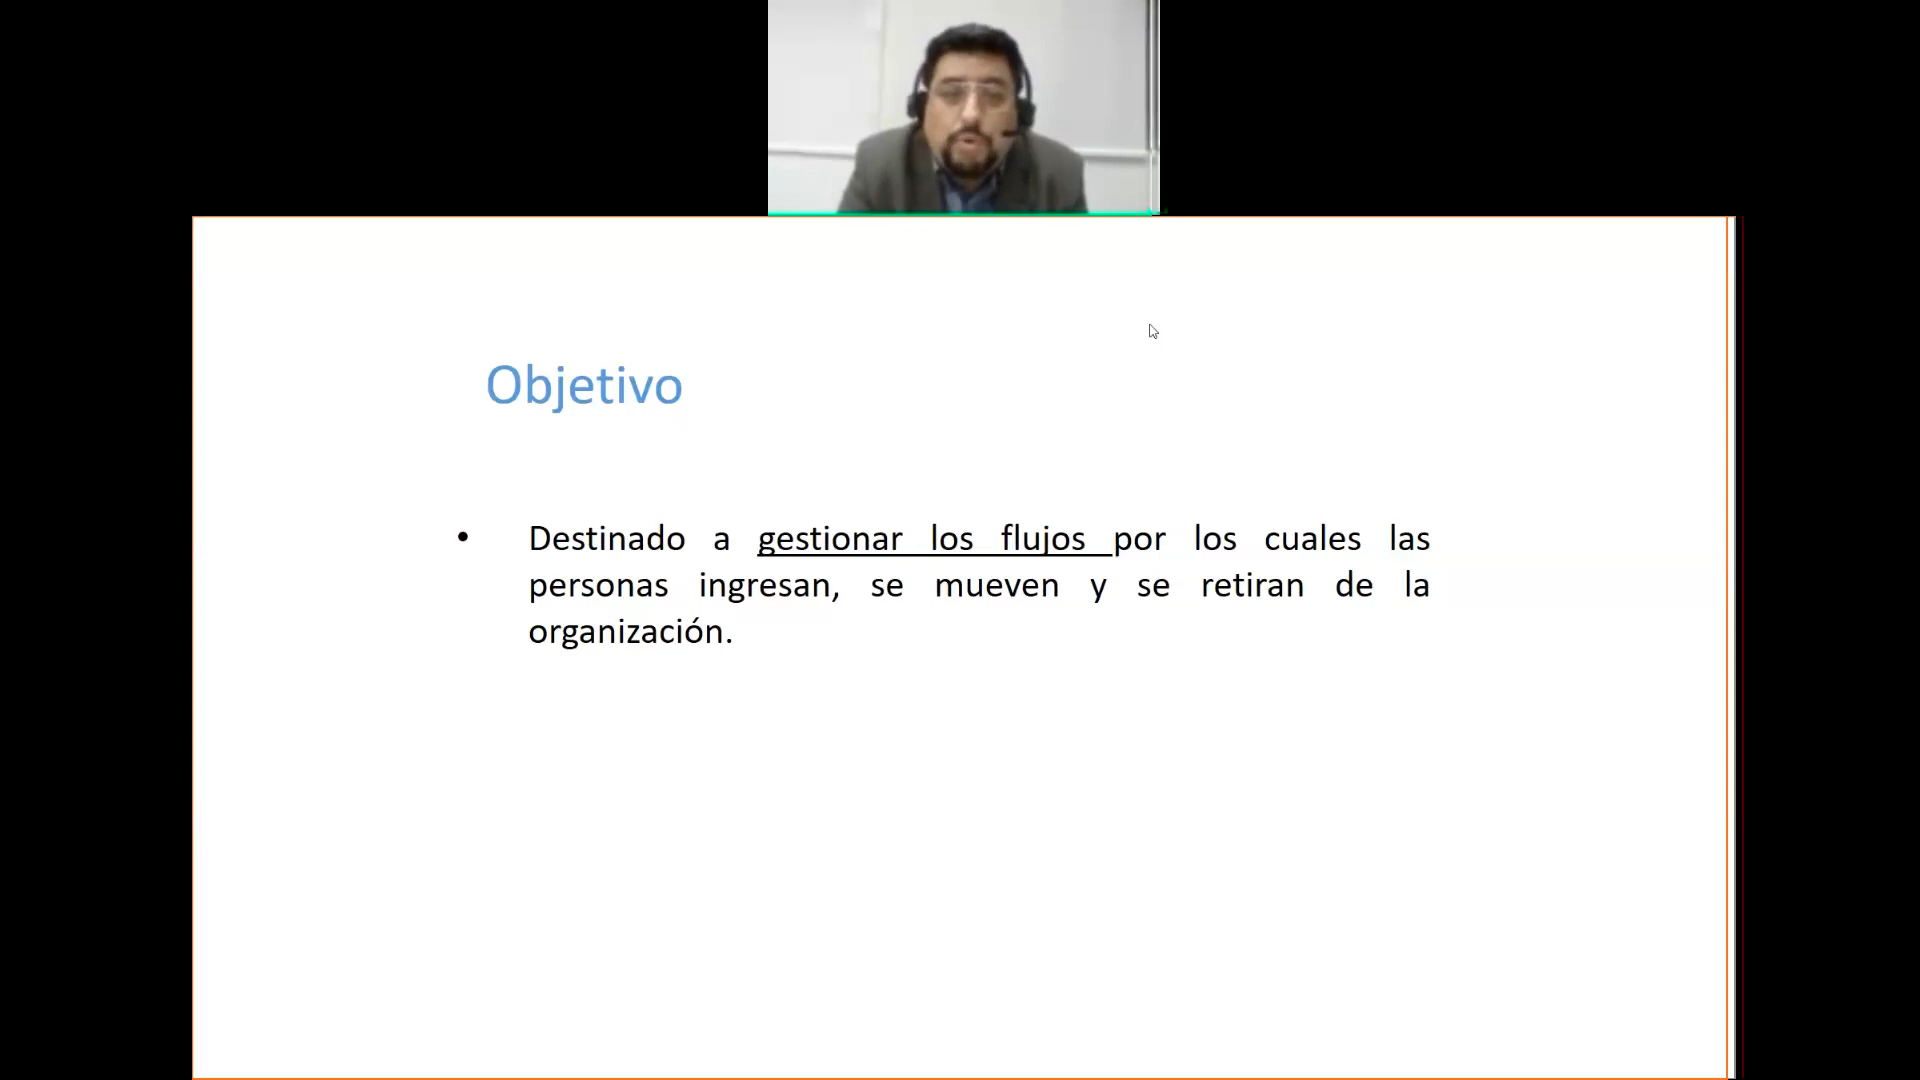 Objetivo
• Destinado a gestionar los flujos por los cuales las
personas ingresan, se mueven y se retiran de la
organización.